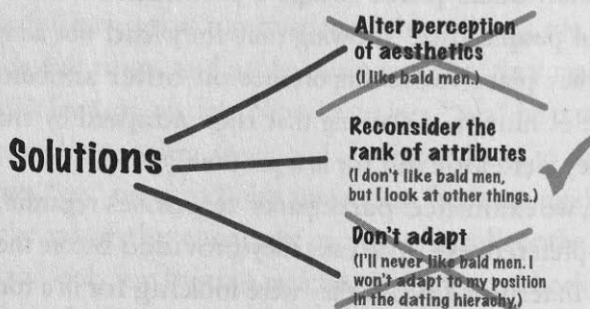 Alter perception
of aesthetics
(I like bald men.)
Solutions
Reconsider the
rank of attributes
(I don't like bald men,
but I look at other things.)
Don't adapt
(I'll never like bald men. I
won't adapt to my position
in the dating hierachy.)